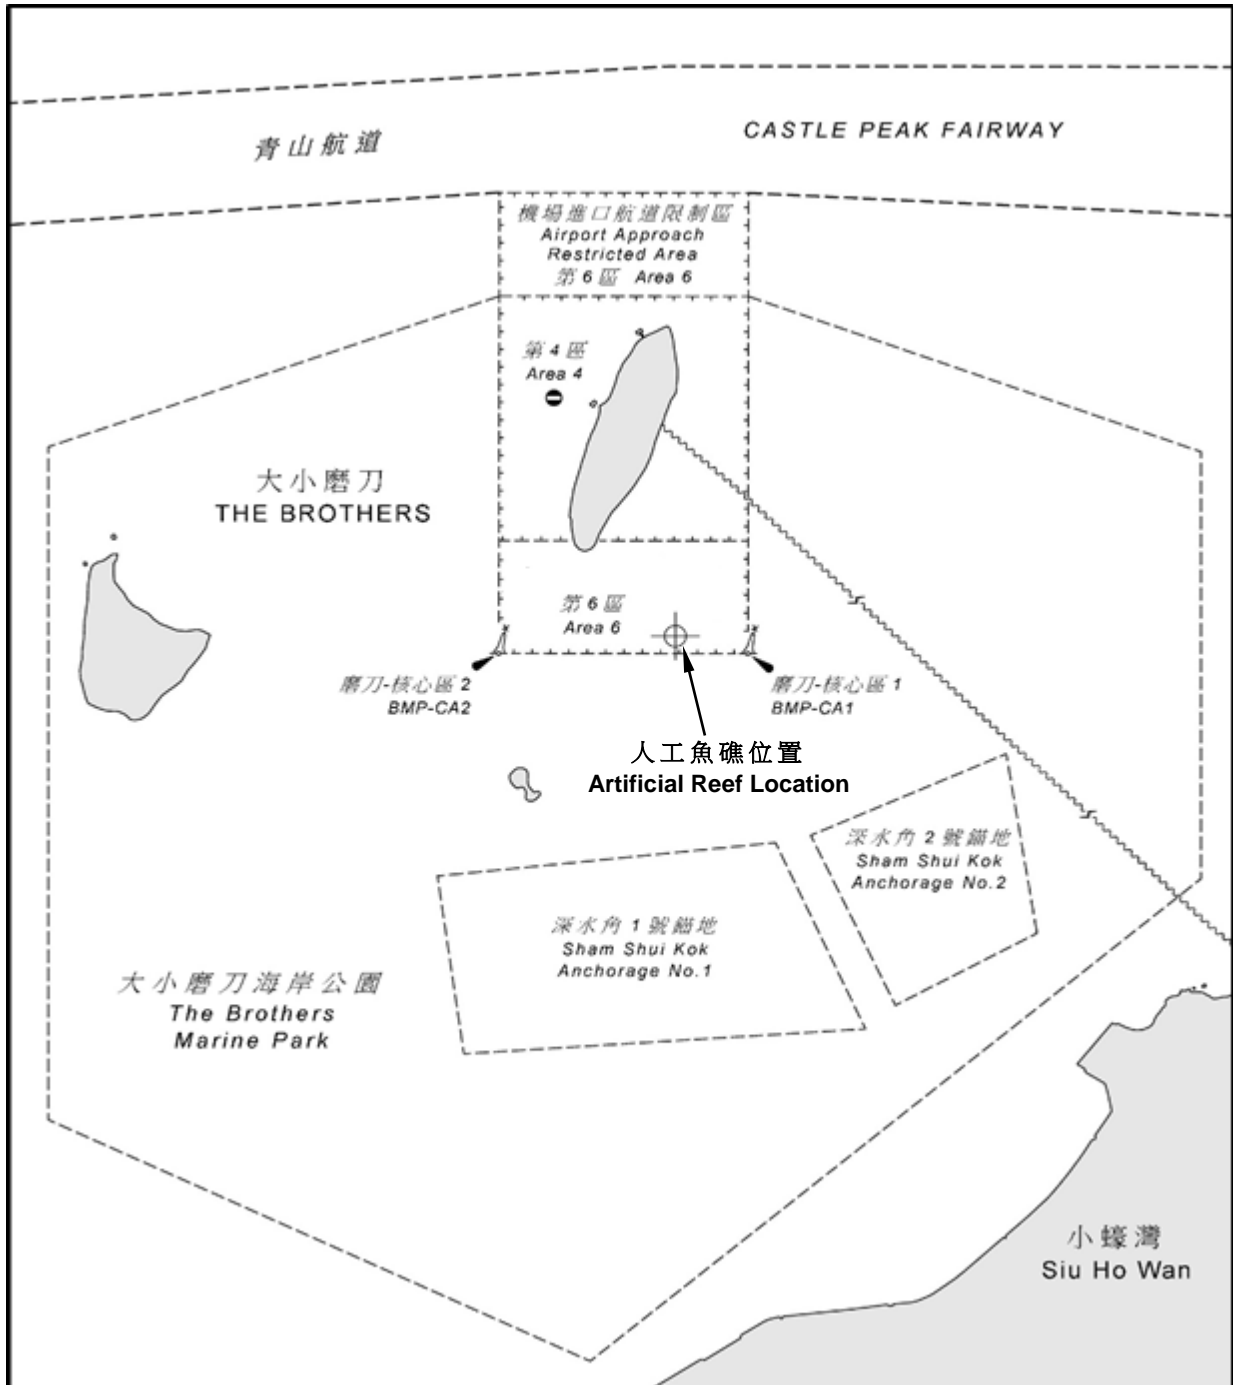 青山航道
CASTLE PEAK FAIRWAY
機場進口航道限制區
Airport Approach
Restricted Area
第 6 區 Area 6
第 4 區
Area 4
大小磨刀
THE BROTHERS
第 6 區
Area 6
磨刀-核心區 2
BMP-CA2
磨刀-核心區 1
BMP-CA1
人工魚礁位置
Artificial Reef Location
深水角 2 號錨地
Sham Shui Kok
Anchorage No.2
深水角 1 號錨地
Sham Shui Kok
Anchorage No.1
大小磨刀海岸公園
The Brothers
Marine Park
小蠔灣
Siu Ho Wan